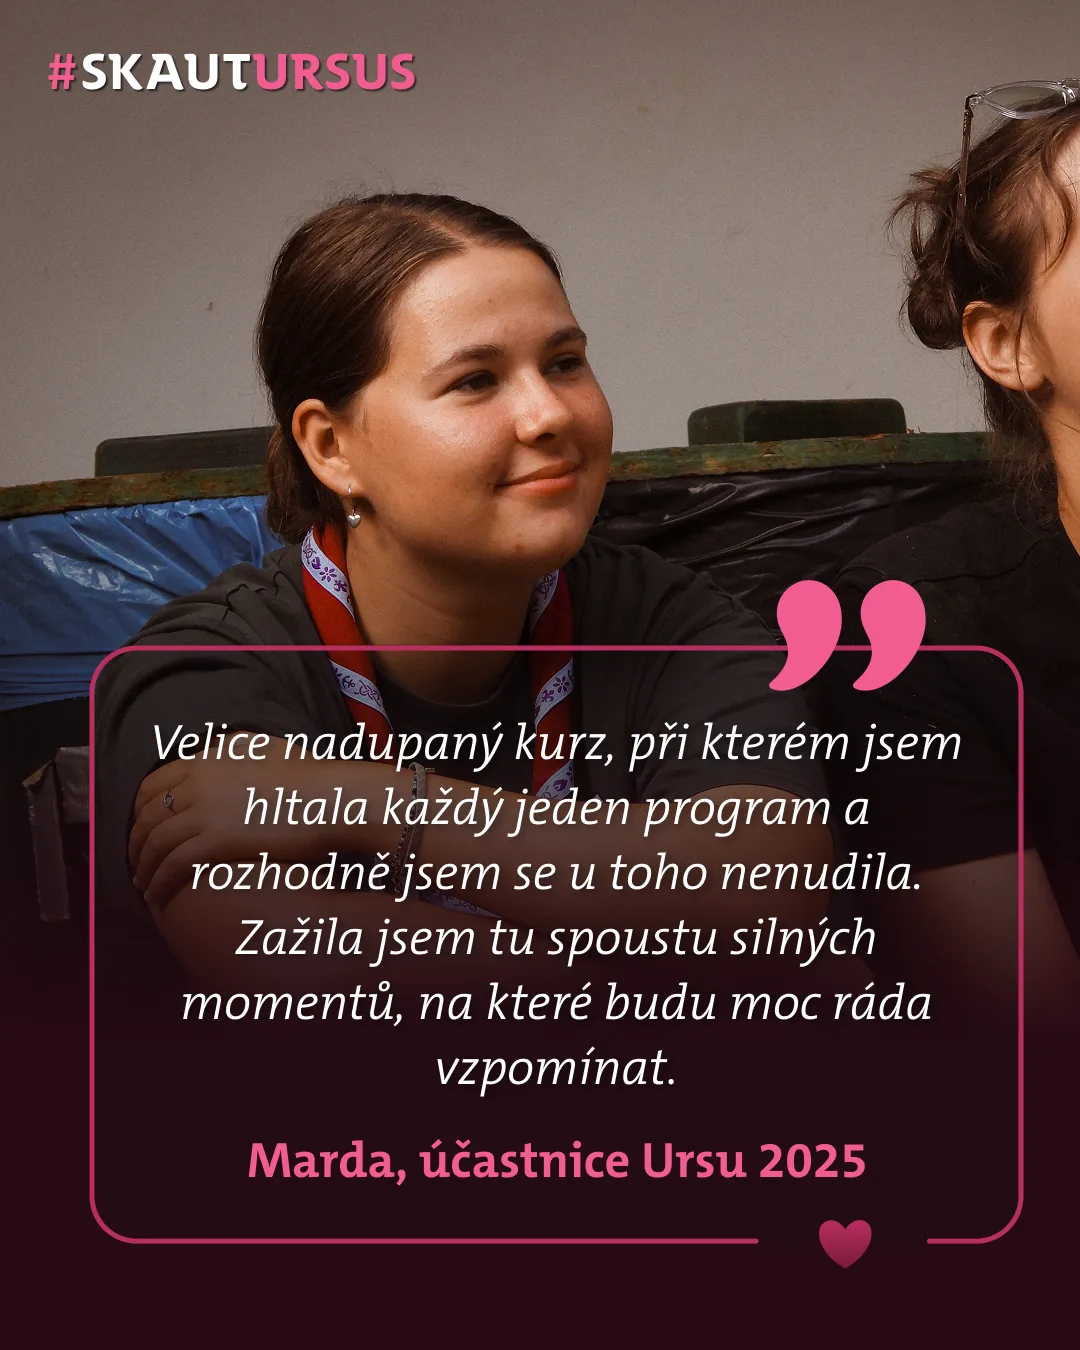 #SKAUTURSUS
Velice nadupaný kurz, při kterém jsem
hltala každý jeden program a
rozhodně jsem se u toho nenudila.
Zažila jsem tu spoustu silných
momentů, na které budu moc ráda
vzpomínat.
Marda, účastnice Ursu 2025